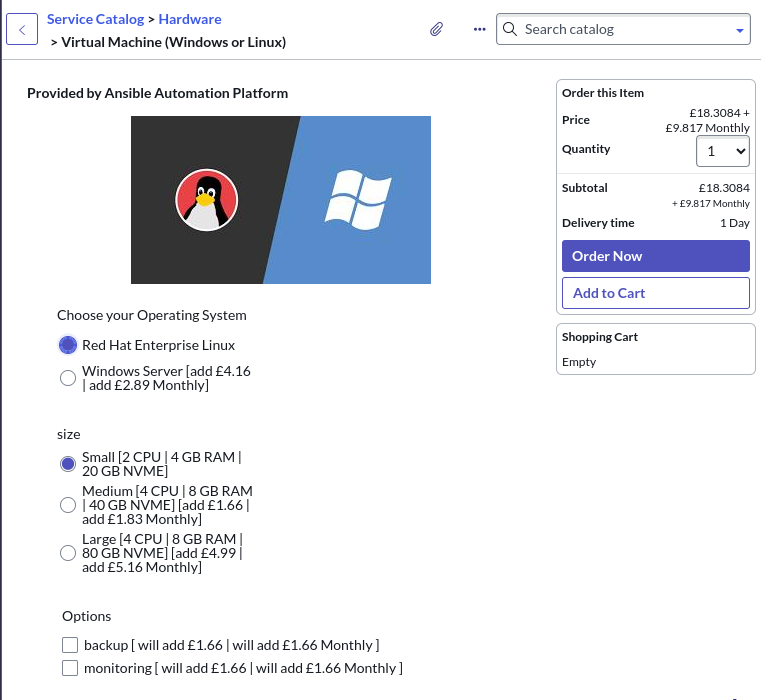 Service Catalog > Hardware
> Virtual Machine (Windows or Linux)
Search catalog
Provided by Ansible Automation Platform
Choose your Operating System
Red Hat Enterprise Linux
Windows Server [add £4.16
| add £2.89 Monthly]
size
Small [2 CPU | 4 GB RAM |
20 GB NVME]
Medium [4 CPU | 8 GB RAM
| 40 GB NVME] [add £1.66 |
add £1.83 Monthly]
Large [4 CPU | 8 GB RAM |
80 GB NVME] [add £4.99 |
add £5.16 Monthly]
Options
backup [ will add £1.66 | will add £1.66 Monthly ]
monitoring [ will add £1.66 | will add £1.66 Monthly ]
Order this Item
Price £18.3084 +
£9.817 Monthly
Quantity 1
Subtotal £18.3084
+ £9.817 Monthly
Delivery time 1 Day
Order Now
Add to Cart
Shopping Cart
Empty